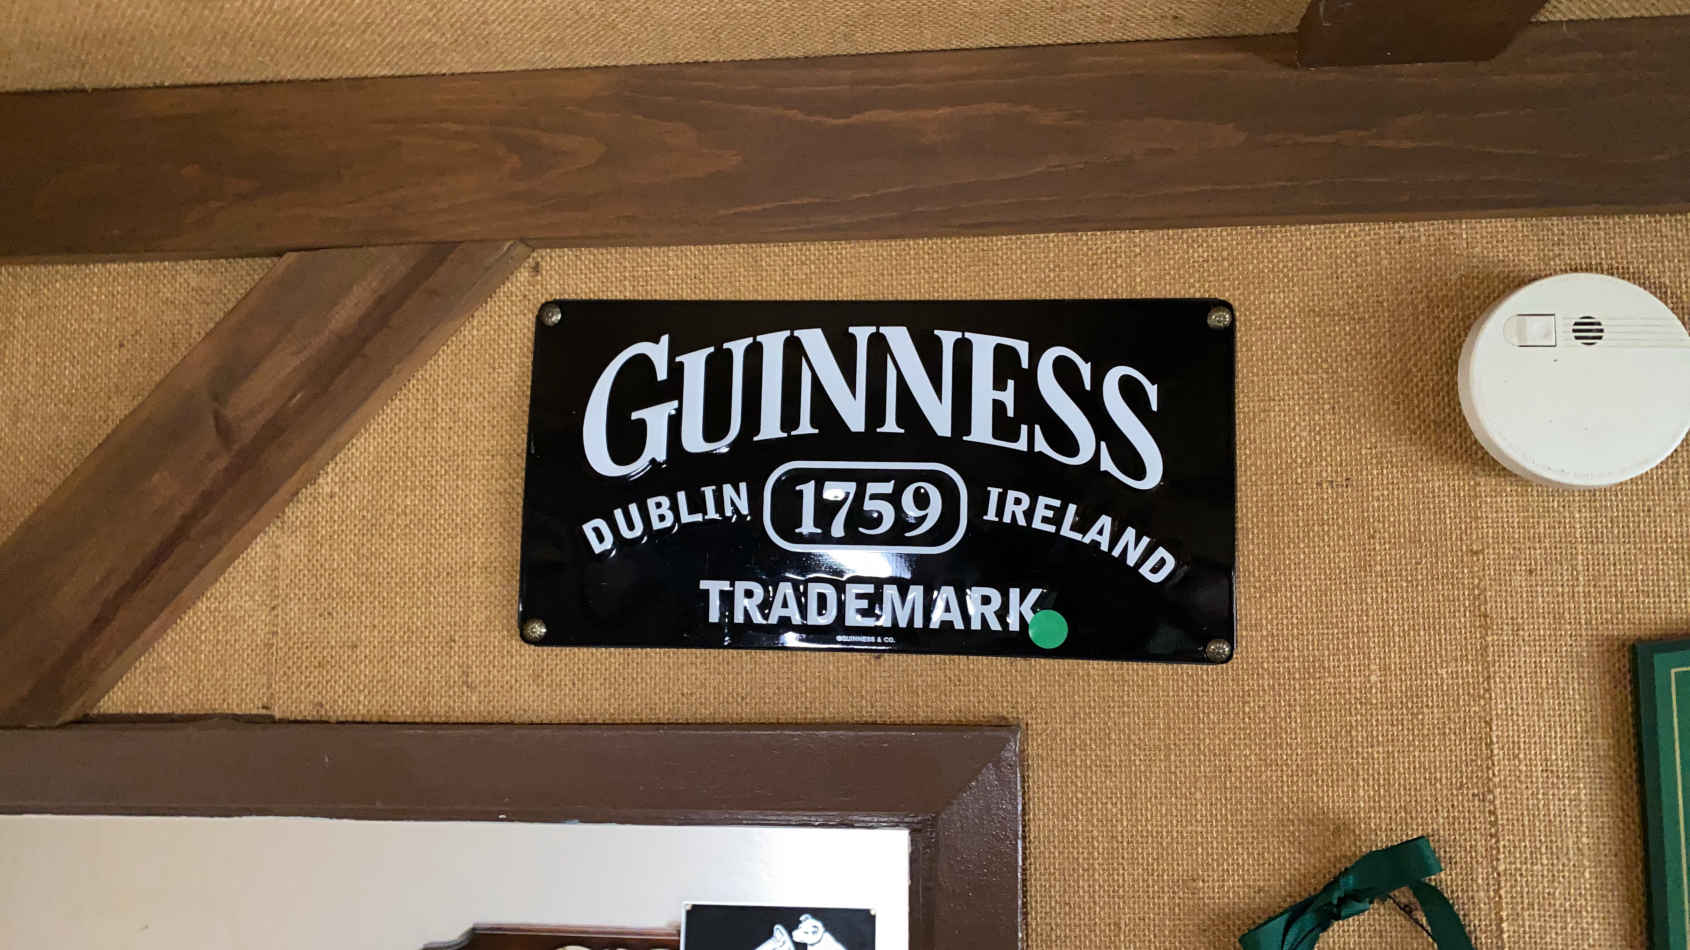 GUINNESS
DUBLIN 1759 IRELAND
TRADEMARK
©GUINNESS & CO.